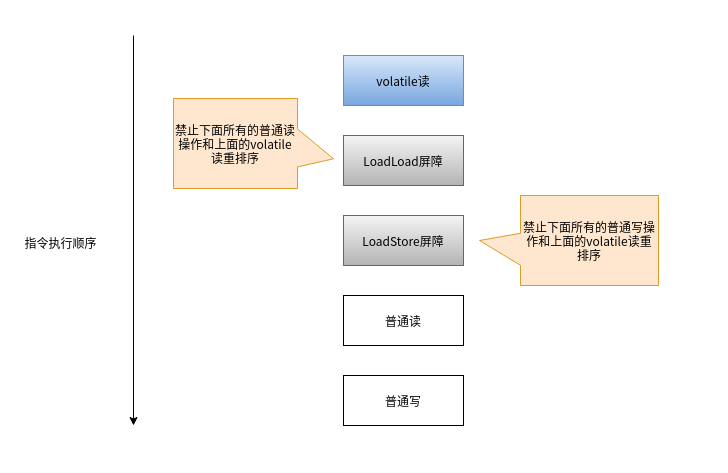 volatile读
禁止下面所有的普通读
操作和上面的volatile
读重排序
LoadLoad屏障
指令执行顺序
LoadStore屏障
禁止下面所有的普通写操
作和上面的volatile读重
排序
普通读
普通写